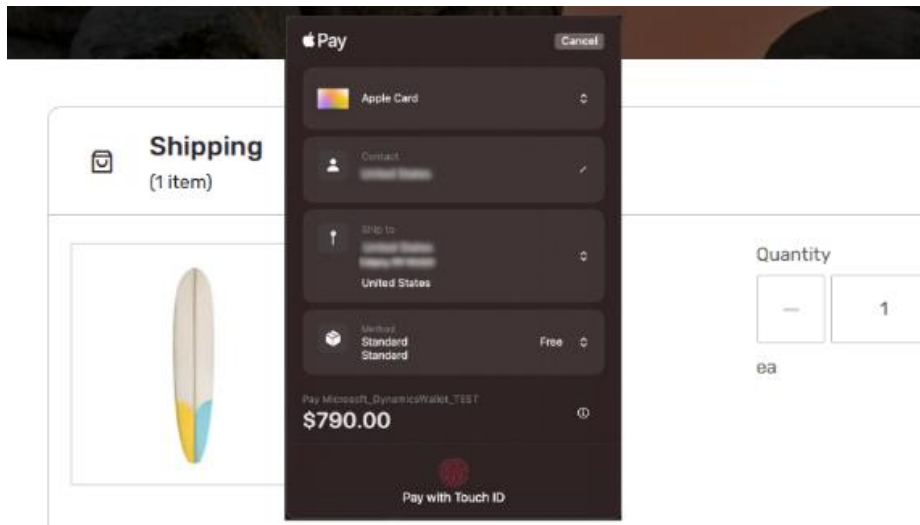 Pay
Cancel
Apple Card
Contact
Ship to
United States
Method
Standard
Free
Standard
Pay Microsoft_DynamicsWallet_TEST
$790.00
Pay with Touch ID
Shipping
(1 item)
Quantity
1
ea